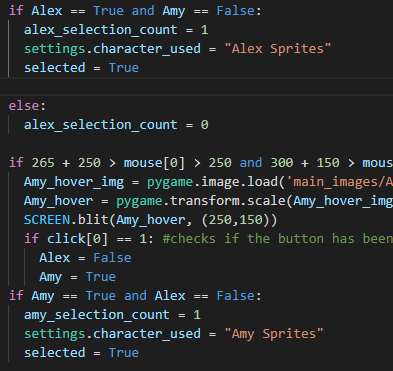 if Alex == True and Amy == False:
alex_selection_count = 1
settings.character_used = "Alex Sprites"
selected = True
else:
alex_selection_count = 0
if 265 + 250 > mouse[0] > 250 and 300 + 150 > mous
Amy_hover_img = pygame.image.load('main_images/A
Amy_hover = pygame.transform.scale(Amy_hover_img
SCREEN.blit(Amy_hover, (250,150))
if click[0] == 1: #checks if the button has been
Alex = False
Amy = True
if Amy == True and Alex == False:
amy_selection_count = 1
settings.character_used = "Amy Sprites"
selected = True